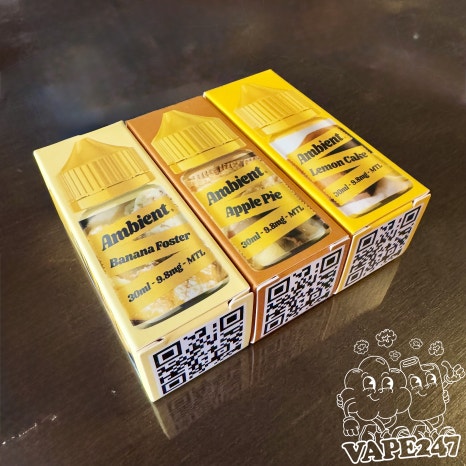 Ambient
Banana Foster
30ml - 9.8mg - MTL
Ambient
Apple Pie
30ml - 9.8mg - MTL
Ambient
Lemon Cake
30ml - 9.8mg - MTL
VAPE247